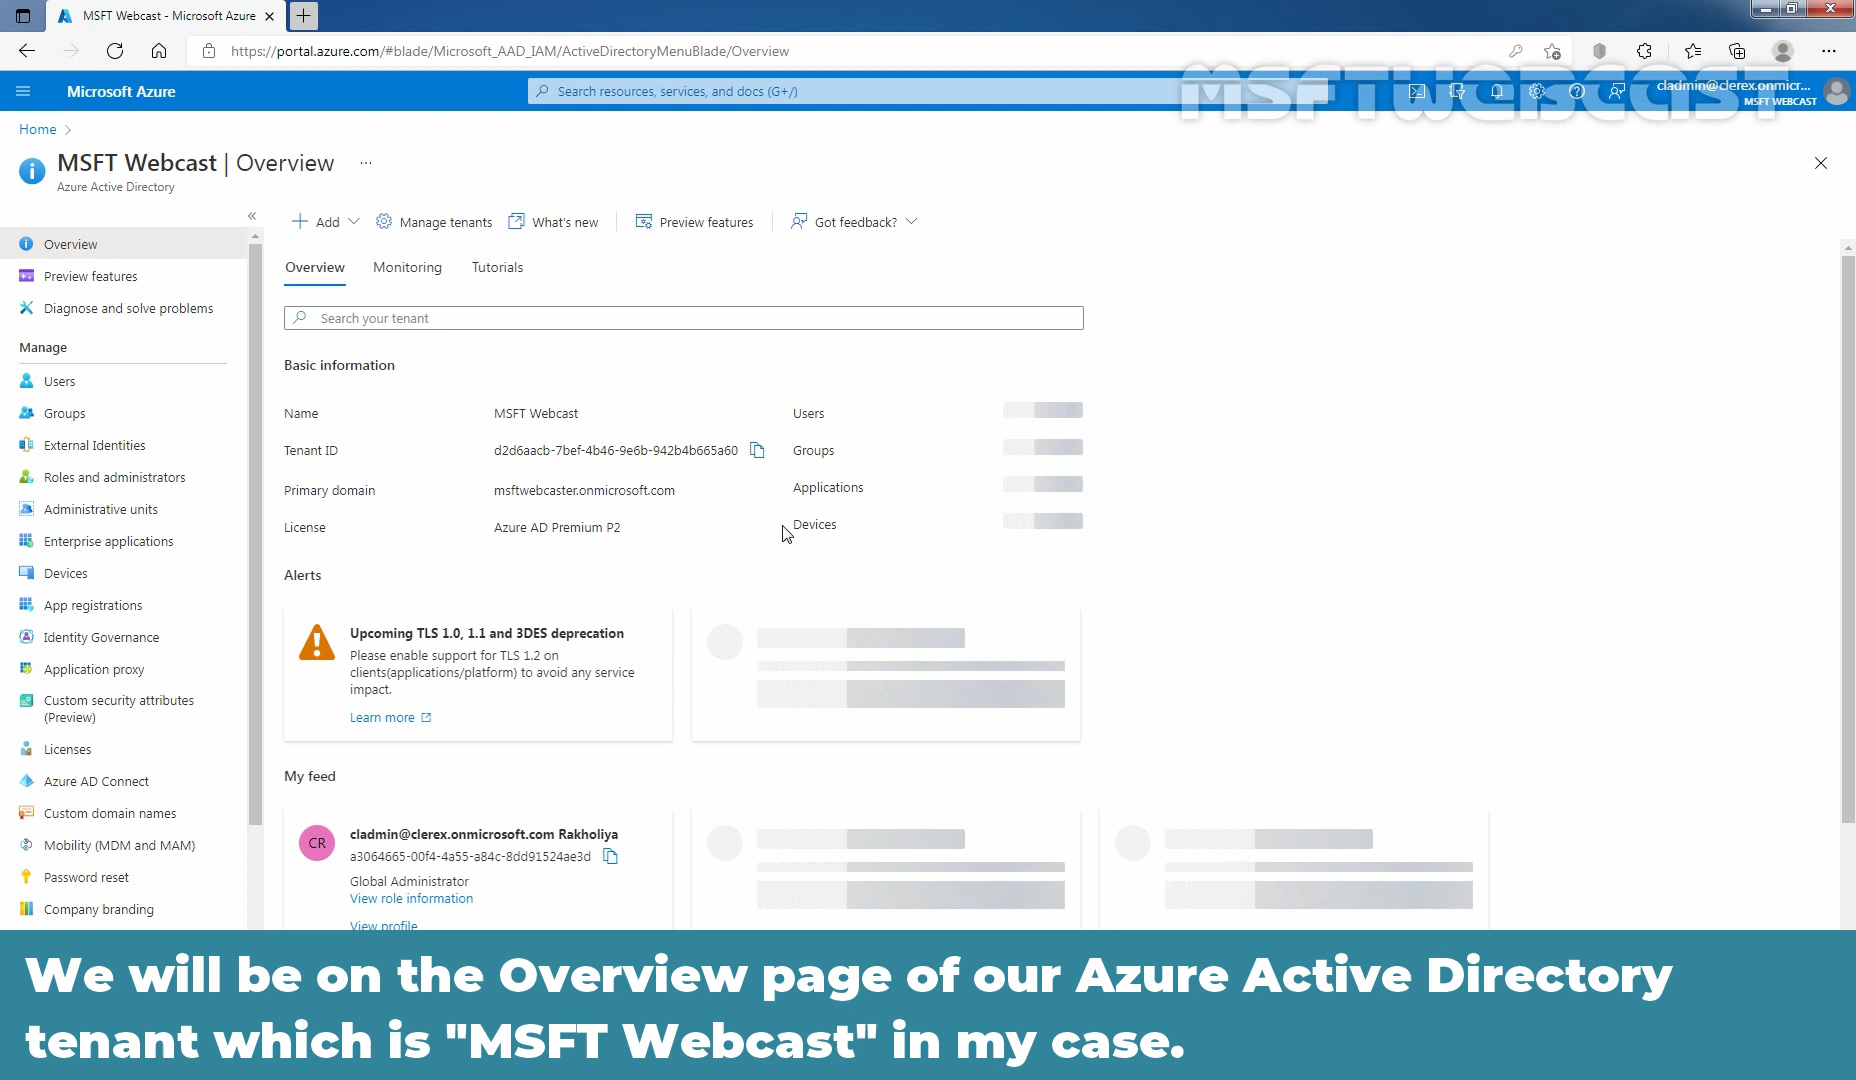 MSFT Webcast - Microsoft Azure
https://portal.azure.com/#blade/Microsoft_AAD_IAM/ActiveDirectoryMenuBlade/Overview
MSFTWEBCAST
Microsoft Azure
Search resources, services, and docs (G+/)
cladmin@clerex.onmicr...
MSFT WEBCAST
Home
MSFT Webcast | Overview ...
Azure Active Directory
Overview
Preview features
Diagnose and solve problems
Manage
Users
Groups
External Identities
Roles and administrators
Administrative units
Enterprise applications
Devices
App registrations
Identity Governance
Application proxy
Custom security attributes
(Preview)
Licenses
Azure AD Connect
Custom domain names
Mobility (MDM and MAM)
Password reset
Company branding
Add
Manage tenants
What's new
Preview features
Got feedback?
Overview
Monitoring
Tutorials
Search your tenant
Basic information
Name
MSFT Webcast
Users
Tenant ID
d2d6aacb-7bef-4b46-9e6b-942b4b665a60
Groups
Primary domain
msftwebcaster.onmicrosoft.com
Applications
License
Azure AD Premium P2
Devices
Alerts
Upcoming TLS 1.0, 1.1 and 3DES deprecation
Please enable support for TLS 1.2 on
clients(applications/platform) to avoid any service
impact.
Learn more
My feed
CR
cladmin@clerex.onmicrosoft.com Rakholiya
a3064665-00f4-4a55-a84c-8dd91524ae3d
Global Administrator
View role information
View profile
We will be on the Overview page of our Azure Active Directory
tenant which is "MSFT Webcast" in my case.